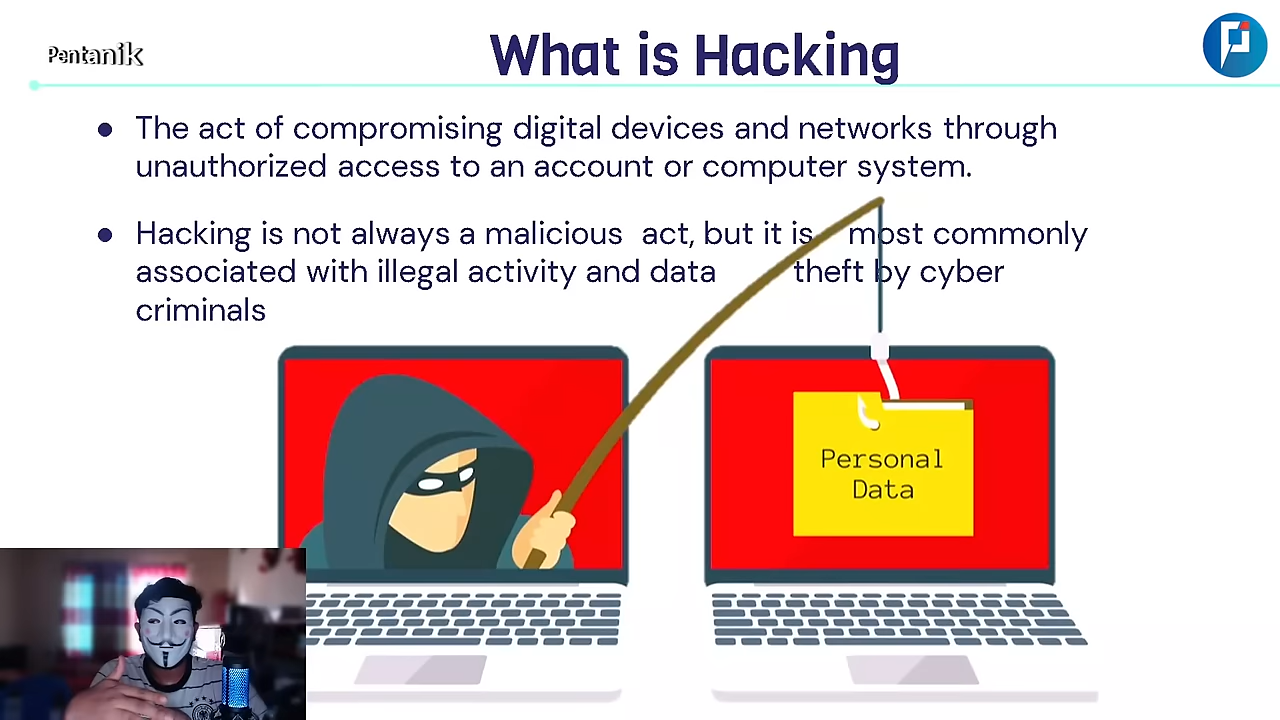 Pentanik
What is Hacking
● The act of compromising digital devices and networks through
unauthorized access to an account or computer system.
● Hacking is not always a malicious act, but it is most commonly
associated with illegal activity and data theft by cyber
criminals
Personal
Data